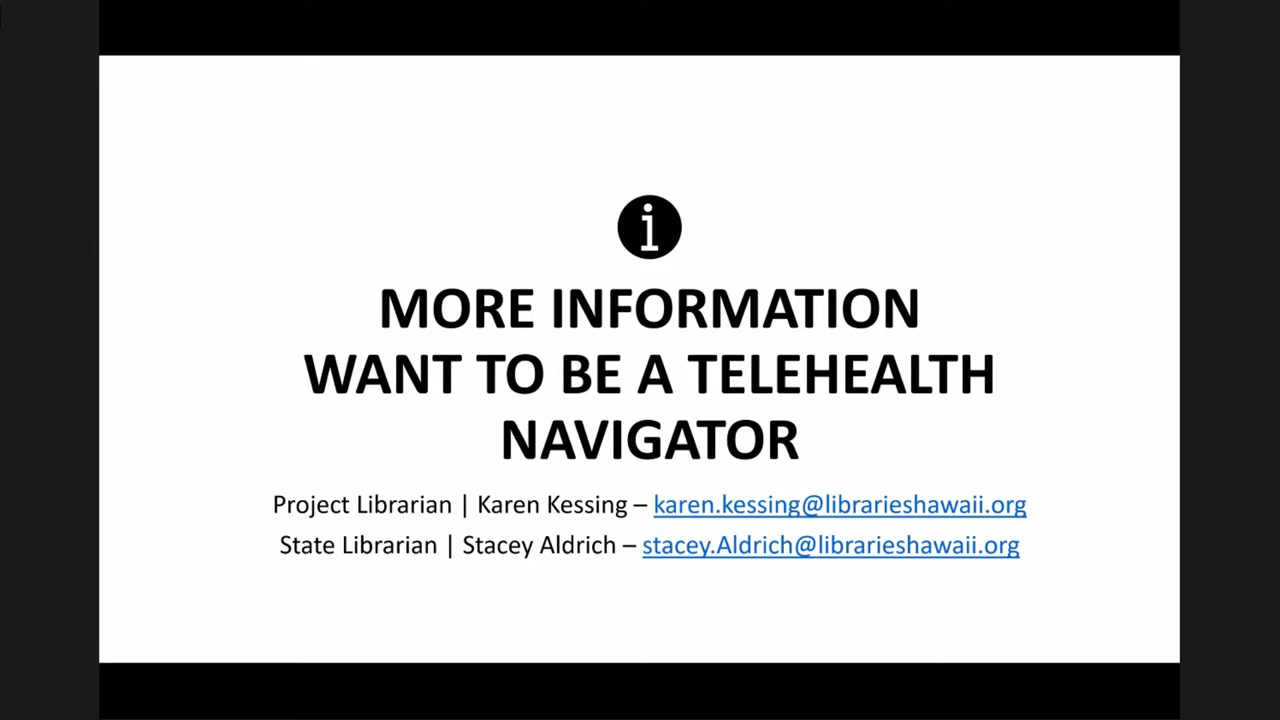 i
MORE INFORMATION
WANT TO BE A TELEHEALTH
NAVIGATOR
Project Librarian | Karen Kessing – karen.kessing@librarieshawaii.org
State Librarian | Stacey Aldrich – stacey.Aldrich@librarieshawaii.org